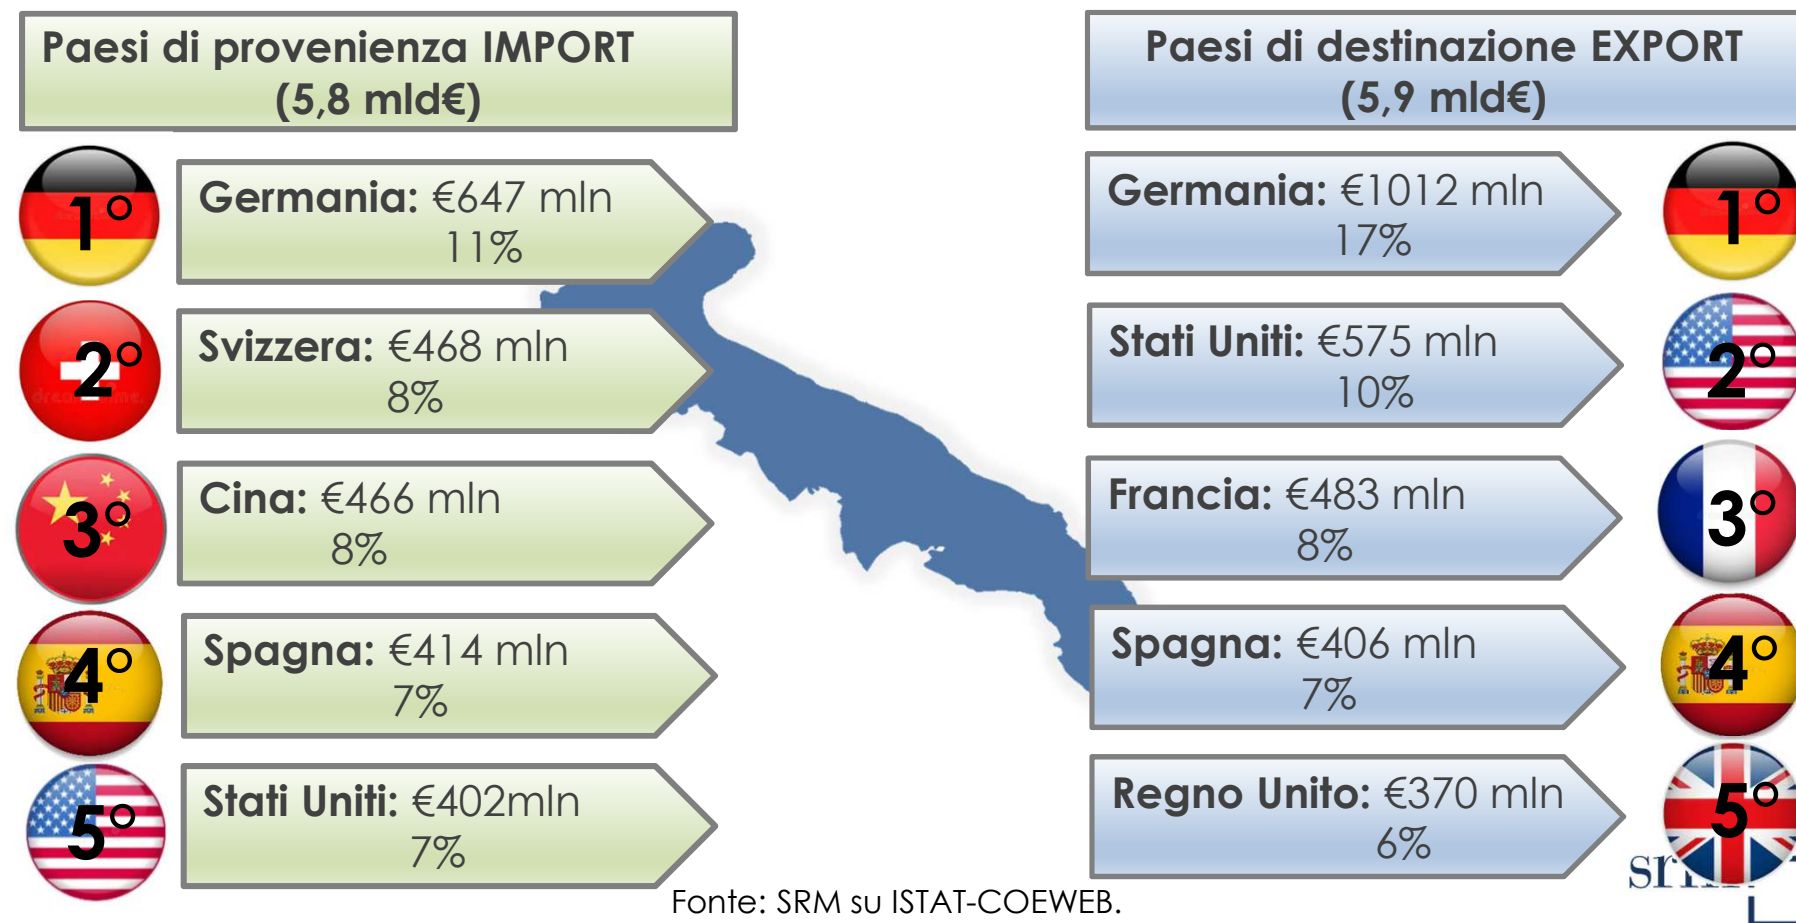 Paesi di provenienza IMPORT
(5,8 mld€)
1°
Germania: €647 mln
11%
2°
Svizzera: €468 mln
8%
3°
Cina: €466 mln
8%
4°
Spagna: €414 mln
7%
5°
Stati Uniti: €402mln
7%
Paesi di destinazione EXPORT
(5,9 mld€)
Germania: €1012 mln
17%
1°
Stati Uniti: €575 mln
10%
2°
Francia: €483 mln
8%
3°
Spagna: €406 mln
7%
4°
Regno Unito: €370 mln
6%
5°
Fonte: SRM su ISTAT-COEWEB.